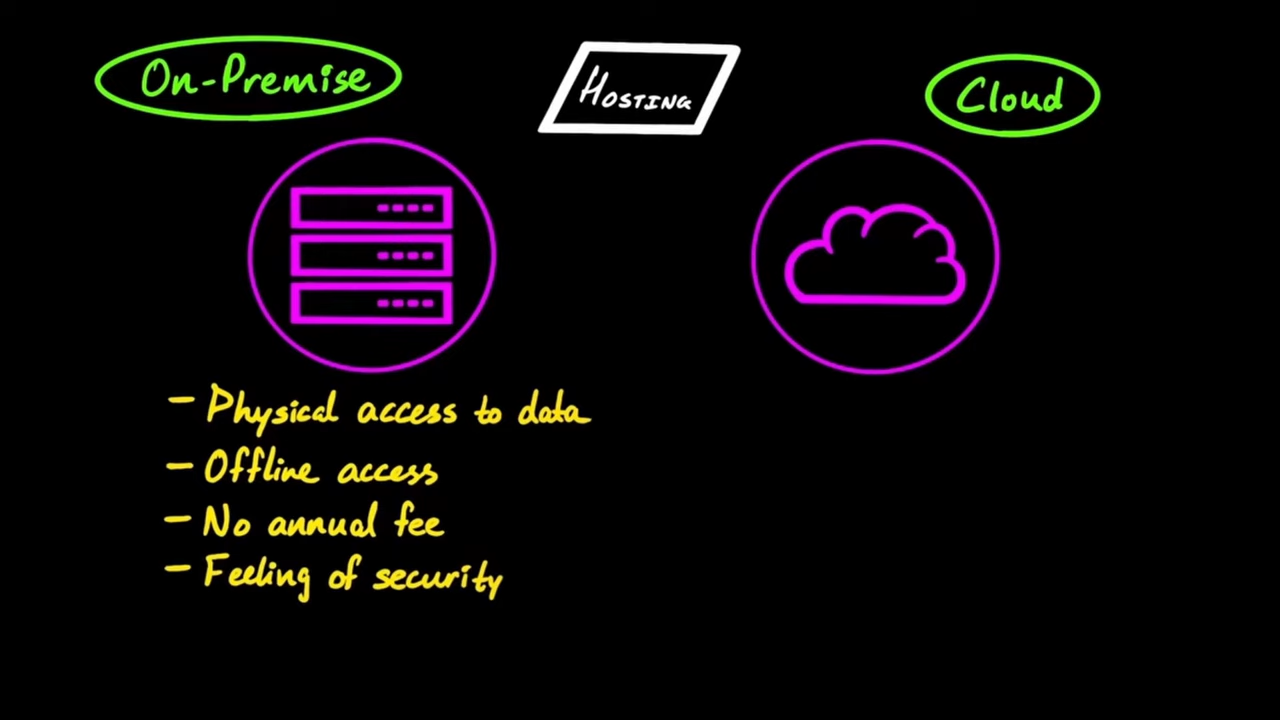 On-Premise
Hosting
Cloud
- Physical access to data
- Offline access
- No annual fee
- Feeling of security